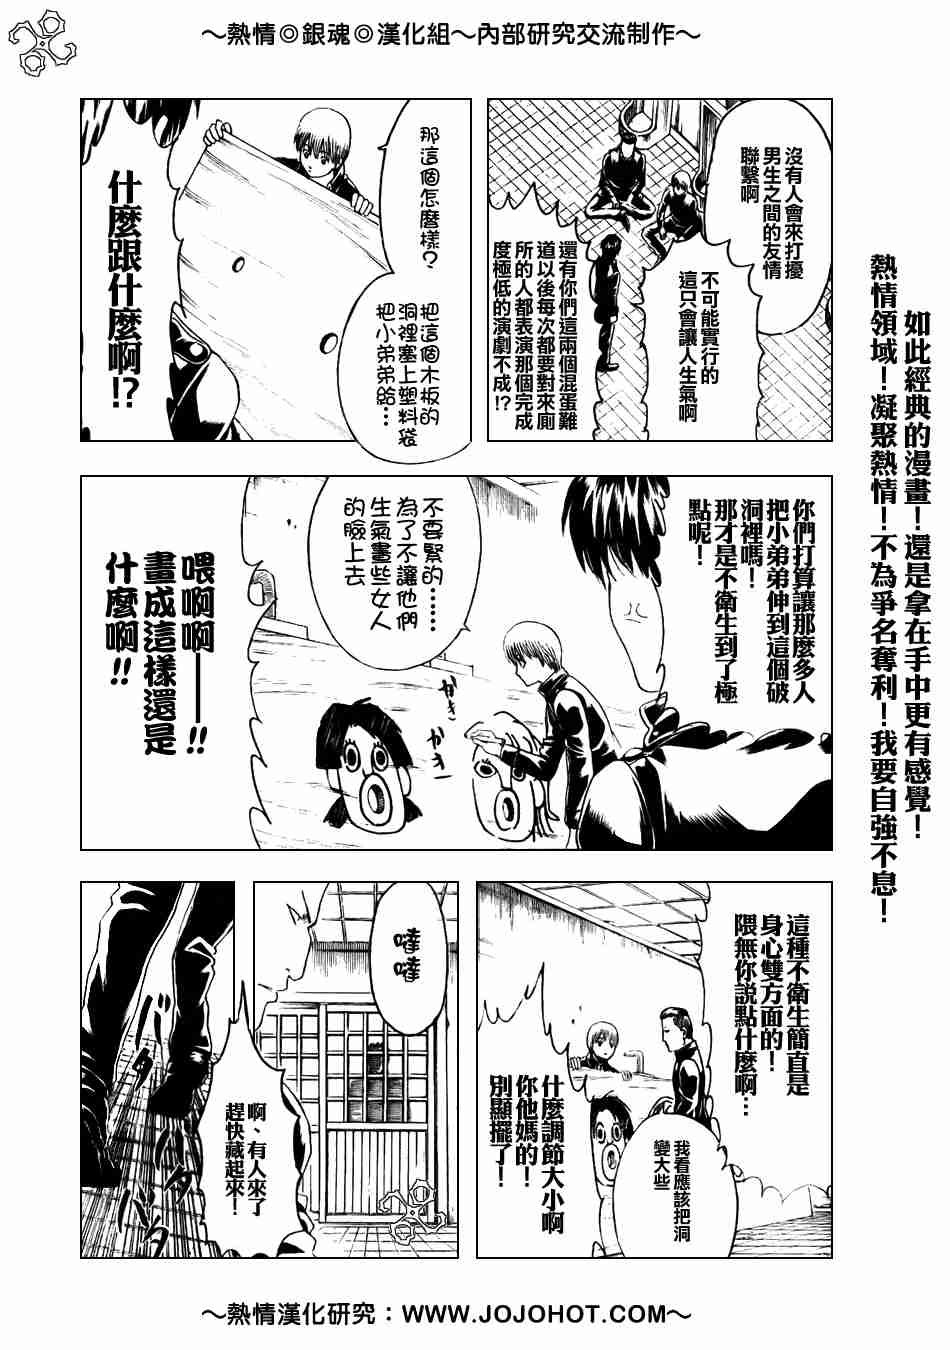 ～熱情◎銀魂◎漢化組～內部研究交流制作～
沒有人會來打擾
男生之間的友情
聯繫啊
不可能實行的
這只會讓人生氣啊
還有你們這兩個混蛋難
道以後每次都要對來廁
所的人都表演那個完成
度極低的演劇不成!?
那這個怎麼樣?
把這個木板的
洞裡塞上塑料袋
把小弟弟給…
什麼跟什麼啊!?
你們打算讓那麼多人
把小弟弟伸到這個破
洞裡嗎!
那才是不衛生到了極
點呢!
不要緊的……
為了不讓他們
生氣畫些女人
的臉上去
かき
かき
喂啊啊——!!
畫成這樣還是
什麼啊!!
這種不衛生簡直是
身心雙方面的!
隈無你說點什麼啊…
我看應該把洞
變大些
什麼調節大小啊
你他媽的!
別顯擺了!
噠噠
啊、有人來了
趕快藏起來!
バタ
バタ
如此經典的漫畫!還是拿在手中更有感覺!
熱情領域!凝聚熱情!不為爭名奪利!我要自強不息!
～熱情漢化研究：WWW.JOJOHOT.COM～